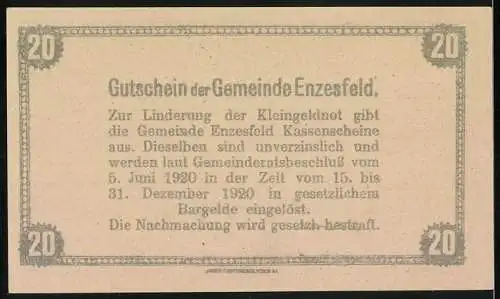 20 20
Gutschein der Gemeinde Enzesfeld.
Zur Linderung der Kleingeldnot gibt
die Gemeinde Enzesfeld Kassenscheine
aus. Dieselben sind unverzinslich und
werden laut Gemeinderatsbeschluß vom
5. Juni 1920 in der Zeit vom 15. bis
31. Dezember 1920 in gesetzlichem
Bargelde eingelöst.
Die Nachmachung wird gesetzl. bestraft.
20 20